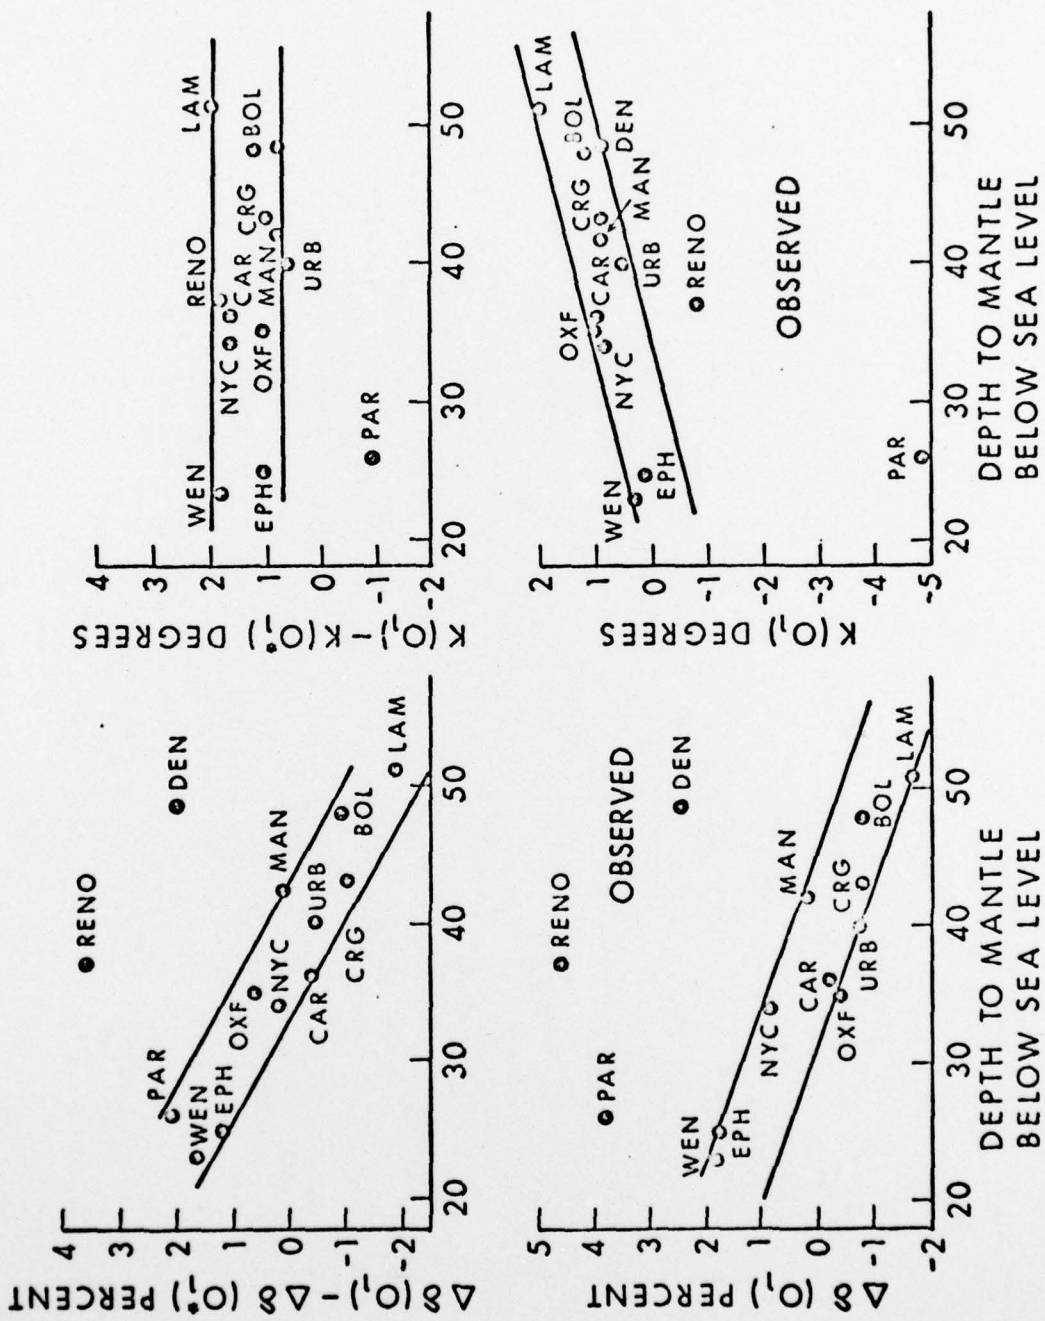 Δδ(O₁) – Δδ(O₁*) PERCENT
4
3
2
1
0
-1
-2
RENO
DEN
PAR
WEN
EPH
OXF
NYC
MAN
URB
CAR
CRG
BOL
LAM
20 30 40 50
K(O₁) – K(O₁*) DEGREES
4
3
2
1
0
-1
-2
WEN
RENO
LAM
NYC
CAR
CRG
BOL
EPH
OXF
MAN
URB
PAR
20 30 40 50
Δδ(O₁) PERCENT
5
4
3
2
1
0
-1
-2
RENO
PAR
OBSERVED
DEN
WEN
EPH
NYC
MAN
CAR
CRG
OXF
URB
BOL
LAM
20 30 40 50
DEPTH TO MANTLE
BELOW SEA LEVEL
K(O₁) DEGREES
2
1
0
-1
-2
-3
-4
-5
LAM
OXF
CRG
BOL
CAR
WEN
NYC
EPH
MAN
DEN
URB
RENO
OBSERVED
PAR
20 30 40 50
DEPTH TO MANTLE
BELOW SEA LEVEL